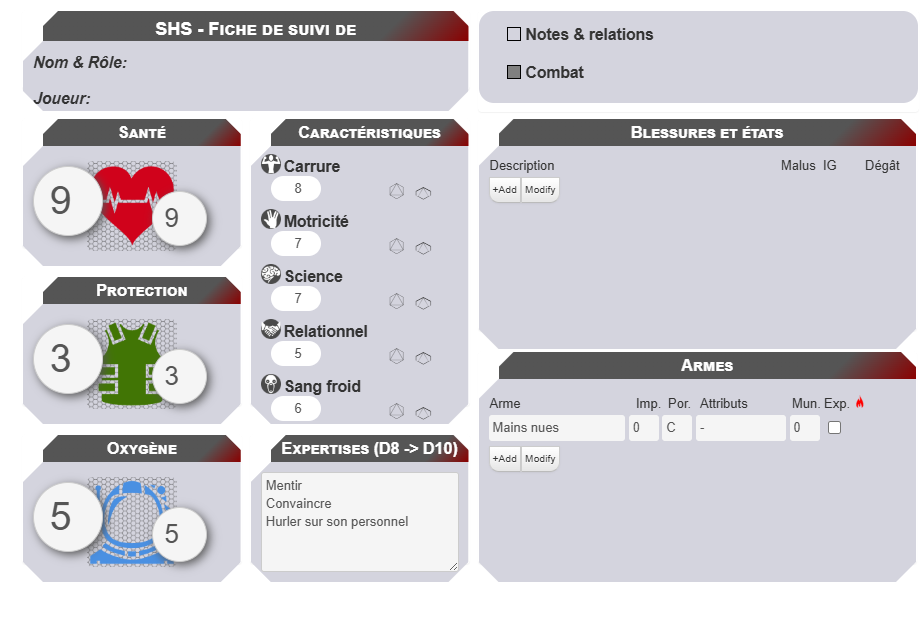 SHS - Fiche de suivi de
Nom & Rôle:
Joueur:
Notes & relations
Combat
Santé
9
9
Protection
3
3
Oxygène
5
5
Caractéristiques
Carrure
8
Motricité
7
Science
7
Relationnel
5
Sang froid
6
Expertises (D8 -> D10)
Mentir
Convaincre
Hurler sur son personnel
Blessures et états
Description Malus IG Dégât
+Add Modify
Armes
Arme Imp. Por. Attributs Mun. Exp.
Mains nues 0 C - 0
+Add Modify